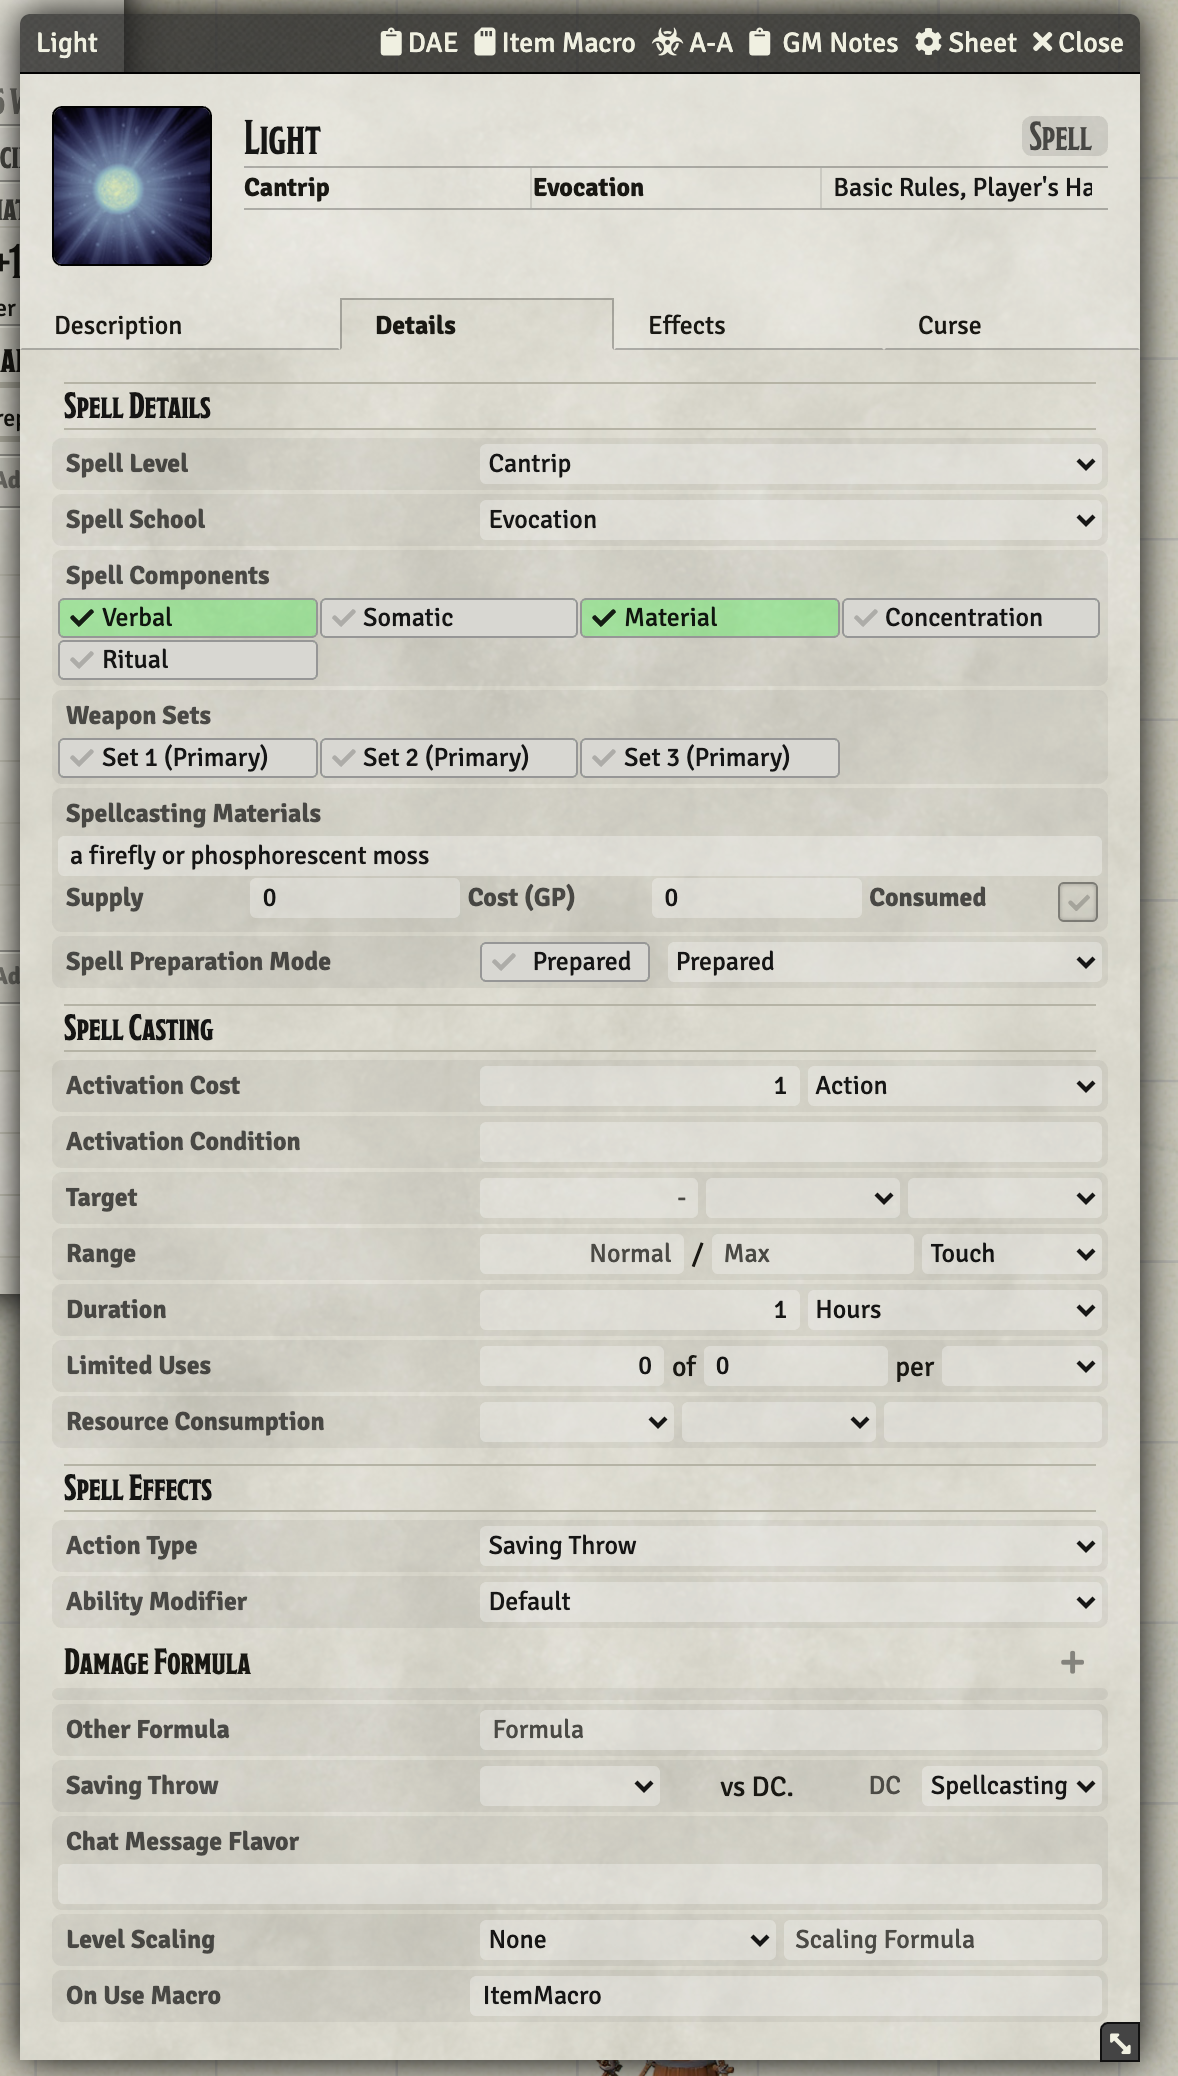 Light DAE Item Macro A-A GM Notes Sheet Close
Light Spell
Cantrip Evocation Basic Rules, Player's Ha
Description Details Effects Curse
Spell Details
Spell Level Cantrip
Spell School Evocation
Spell Components
Verbal Somatic Material Concentration
Ritual
Weapon Sets
Set 1 (Primary) Set 2 (Primary) Set 3 (Primary)
Spellcasting Materials
a firefly or phosphorescent moss
Supply 0 Cost (GP) 0 Consumed
Spell Preparation Mode Prepared Prepared
Spell Casting
Activation Cost 1 Action
Activation Condition
Target -
Range Normal / Max Touch
Duration 1 Hours
Limited Uses 0 of 0 per
Resource Consumption
Spell Effects
Action Type Saving Throw
Ability Modifier Default
Damage Formula +
Other Formula Formula
Saving Throw vs DC. DC Spellcasting
Chat Message Flavor
Level Scaling None Scaling Formula
On Use Macro ItemMacro